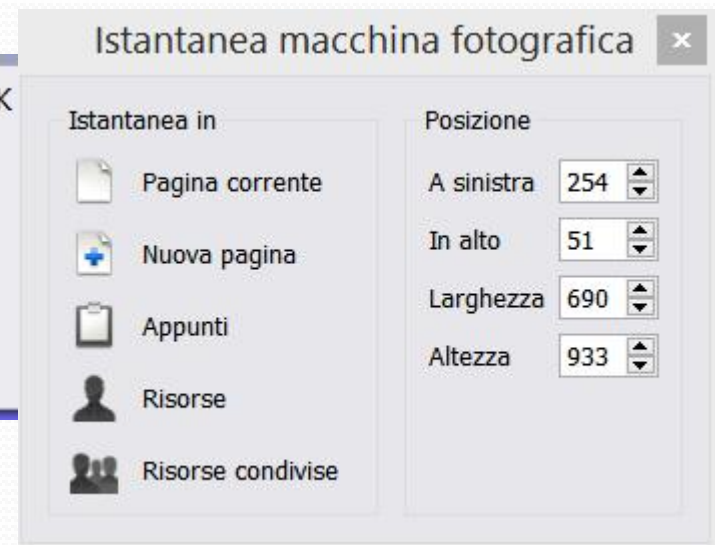 Istantanea macchina fotografica
K
Istantanea in
Pagina corrente
Nuova pagina
Appunti
Risorse
Risorse condivise
Posizione
A sinistra 254
In alto 51
Larghezza 690
Altezza 933